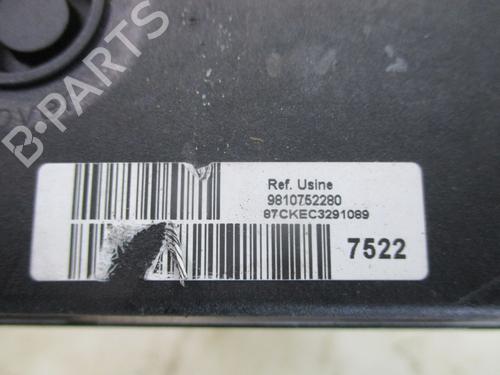 B-PARTS
Ref. Usine
9810752280
87CKEC3291089
7522